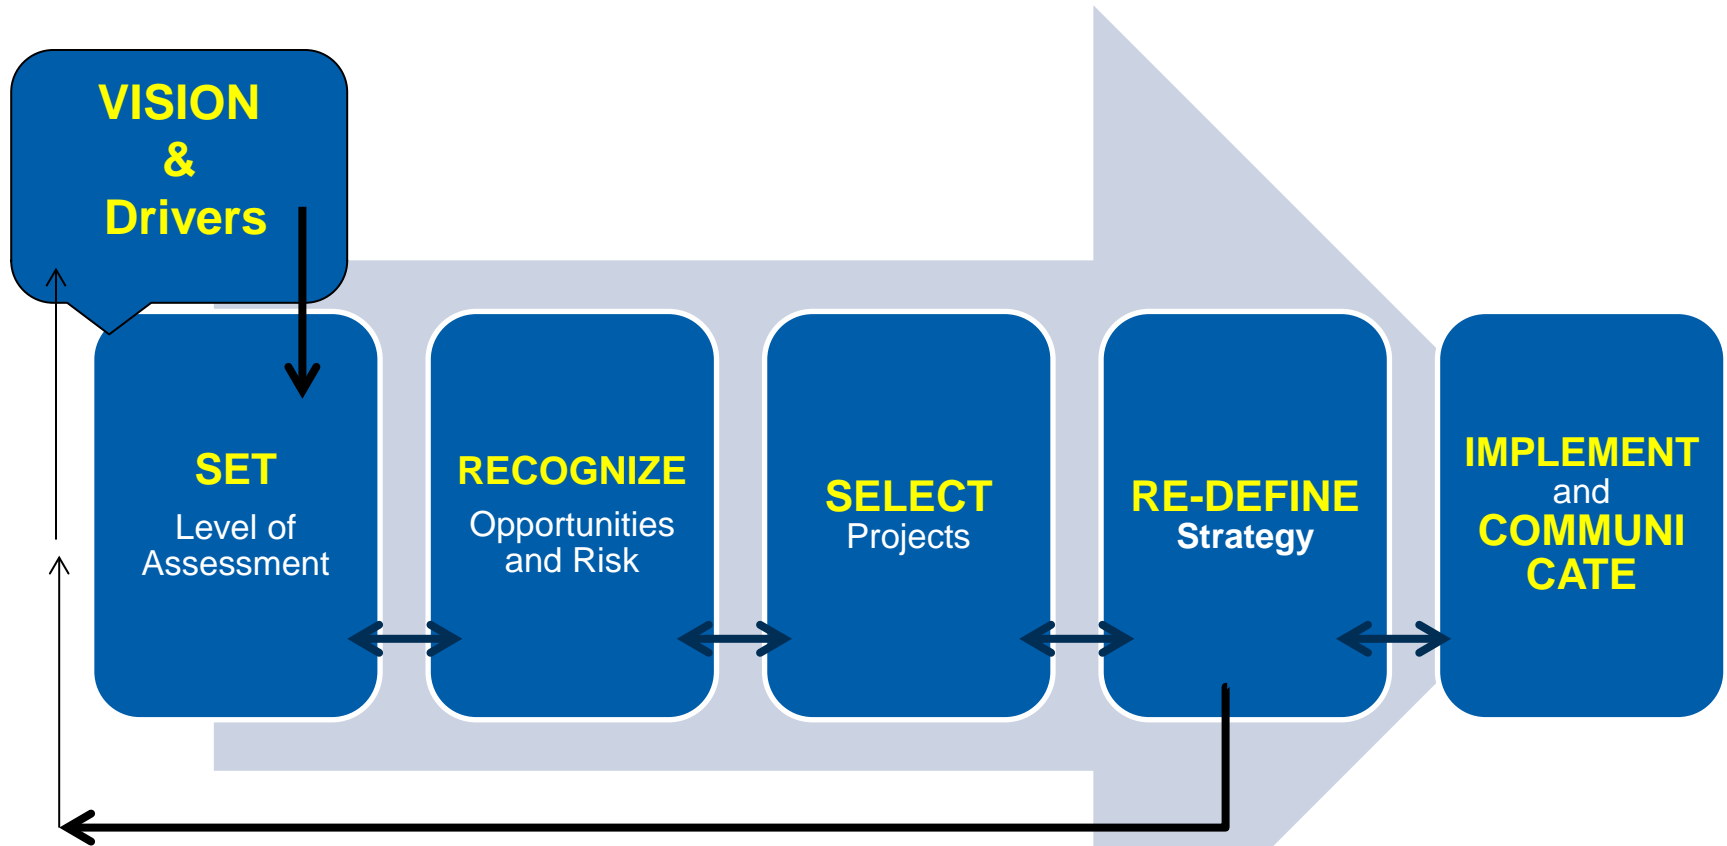 VISION
&
Drivers
SET
Level of
Assessment
RECOGNIZE
Opportunities
and Risk
SELECT
Projects
RE-DEFINE
Strategy
IMPLEMENT
and
COMMUNI
CATE